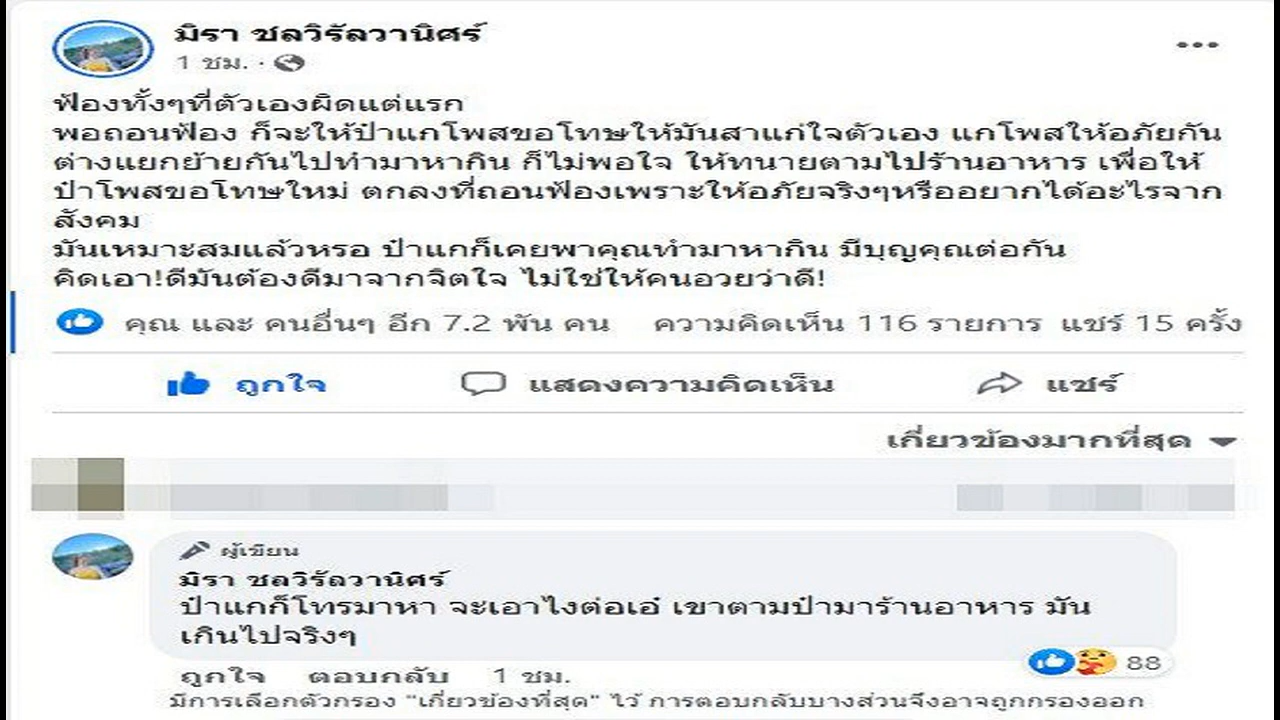 มิรา ชลวิรัลวานิศร์
1 ชม. ·
ฟ้องทั้งๆที่ตัวเองผิดแต่แรก
พอถอนฟ้อง ก็จะให้ป๋าแกโพสขอโทษให้มันสาแก่ใจตัวเอง แกโพสให้อภัยกัน
ต่างแยกย้ายกันไปทำมาหากิน ก็ไม่พอใจ ให้ทนายตามไปร้านอาหาร เพื่อให้
ป๋าโพสขอโทษใหม่ ตกลงที่ถอนฟ้องเพราะให้อภัยจริงๆหรืออยากได้อะไรจาก
สังคม
มันเหมาะสมแล้วหรอ ป๋าแกก็เคยพาคุณทำมาหากิน มีบุญคุณต่อกัน
คิดเอา!ดีมันต้องดีมาจากจิตใจ ไม่ใช่ให้คนอวยว่าดี!
คุณ และ คนอื่นๆ อีก 7.2 พัน คน ความคิดเห็น 116 รายการ แชร์ 15 ครั้ง
ถูกใจ แสดงความคิดเห็น แชร์
เกี่ยวข้องมากที่สุด
ผู้เขียน
มิรา ชลวิรัลวานิศร์
ป๋าแกก็โทรมาหา จะเอาไงต่อเอ๋ เขาตามป๋ามาร้านอาหาร มัน
เกินไปจริงๆ
88
ถูกใจ ตอบกลับ 1 ชม.
มีการเลือกตัวกรอง "เกี่ยวข้องที่สุด" ไว้ การตอบกลับบางส่วนจึงอาจถูกกรองออก